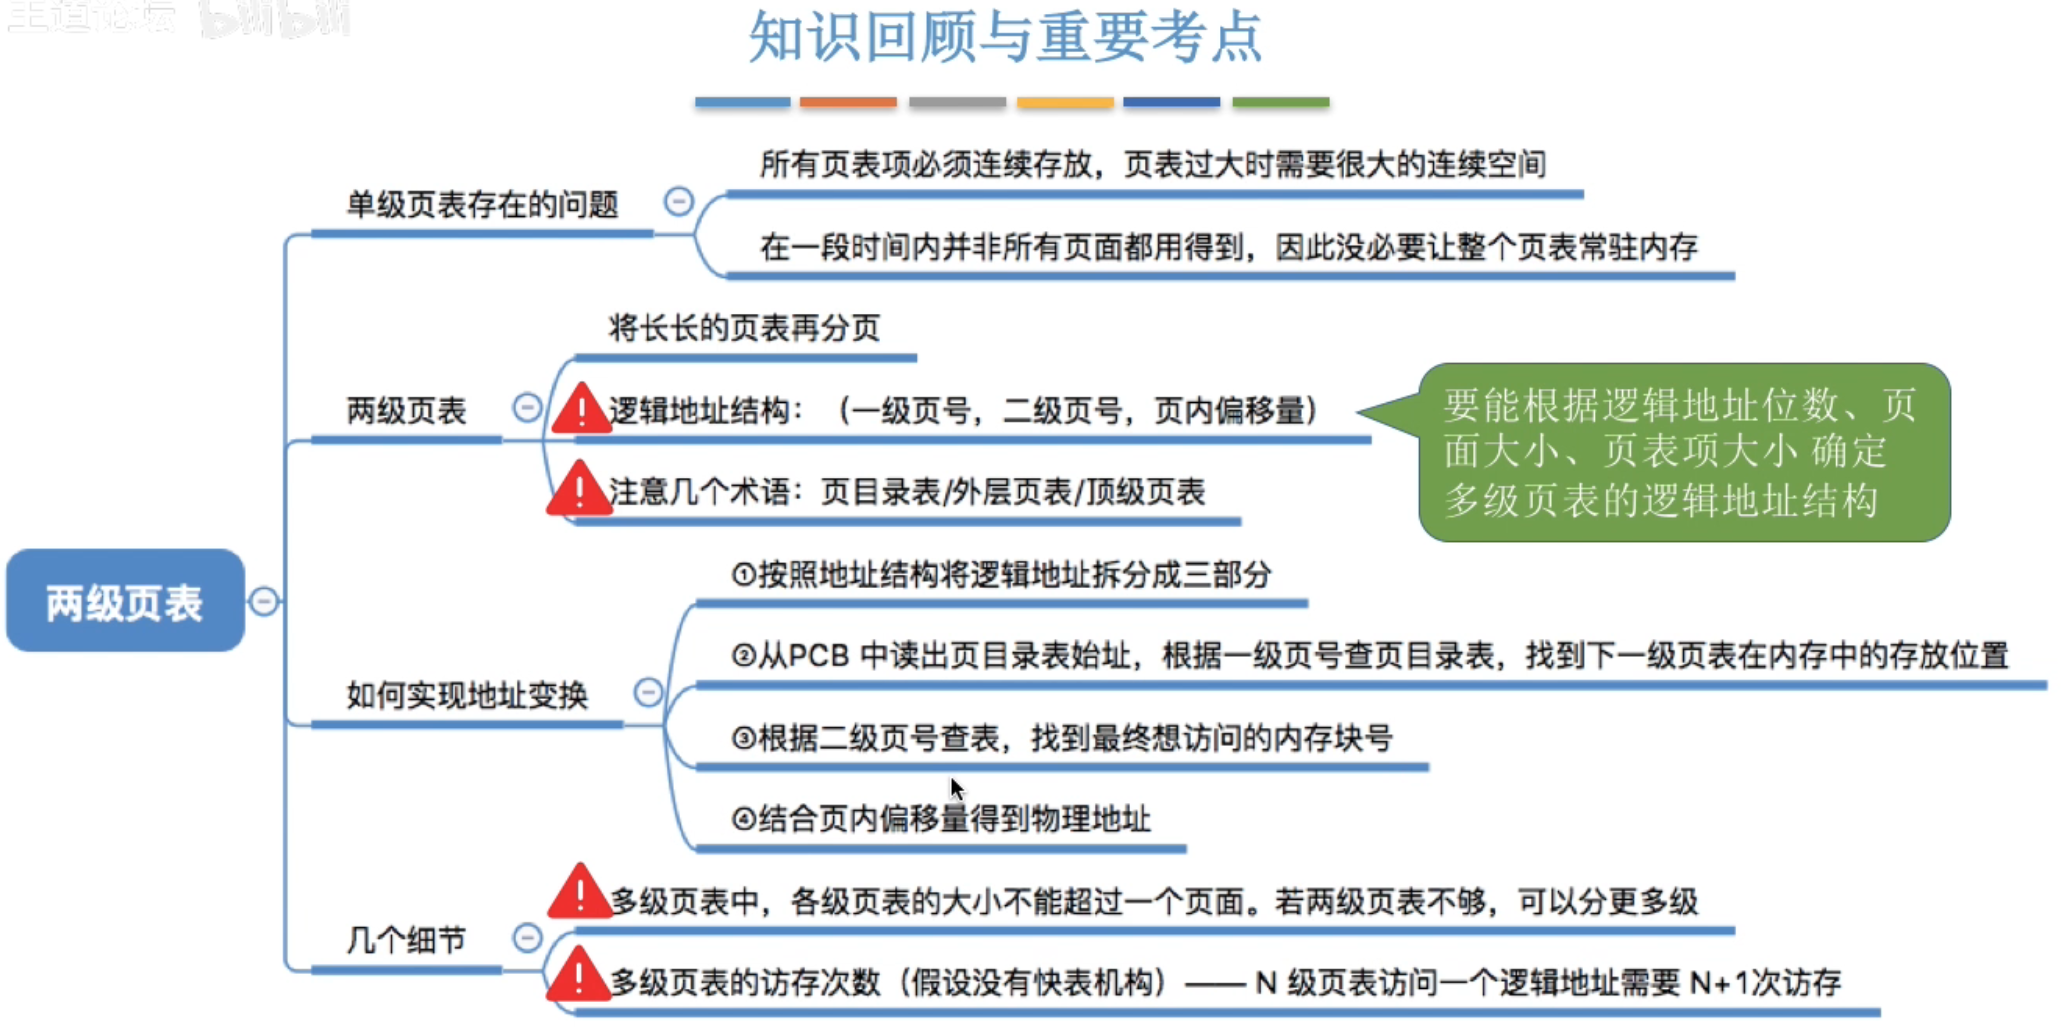 王道论坛 bilibili
知识回顾与重要考点
单级页表存在的问题
所有页表项必须连续存放，页表过大时需要很大的连续空间
在一段时间内并非所有页面都用得到，因此没必要让整个页表常驻内存
两级页表
将长长的页表再分页
逻辑地址结构：（一级页号，二级页号，页内偏移量）
注意几个术语：页目录表/外层页表/顶级页表
要能根据逻辑地址位数、页
面大小、页表项大小 确定
多级页表的逻辑地址结构
两级页表
如何实现地址变换
①按照地址结构将逻辑地址拆分成三部分
②从PCB 中读出页目录表始址，根据一级页号查页目录表，找到下一级页表在内存中的存放位置
③根据二级页号查表，找到最终想访问的内存块号
④结合页内偏移量得到物理地址
几个细节
多级页表中，各级页表的大小不能超过一个页面。若两级页表不够，可以分更多级
多级页表的访存次数（假设没有快表机构）—— N 级页表访问一个逻辑地址需要 N+1次访存